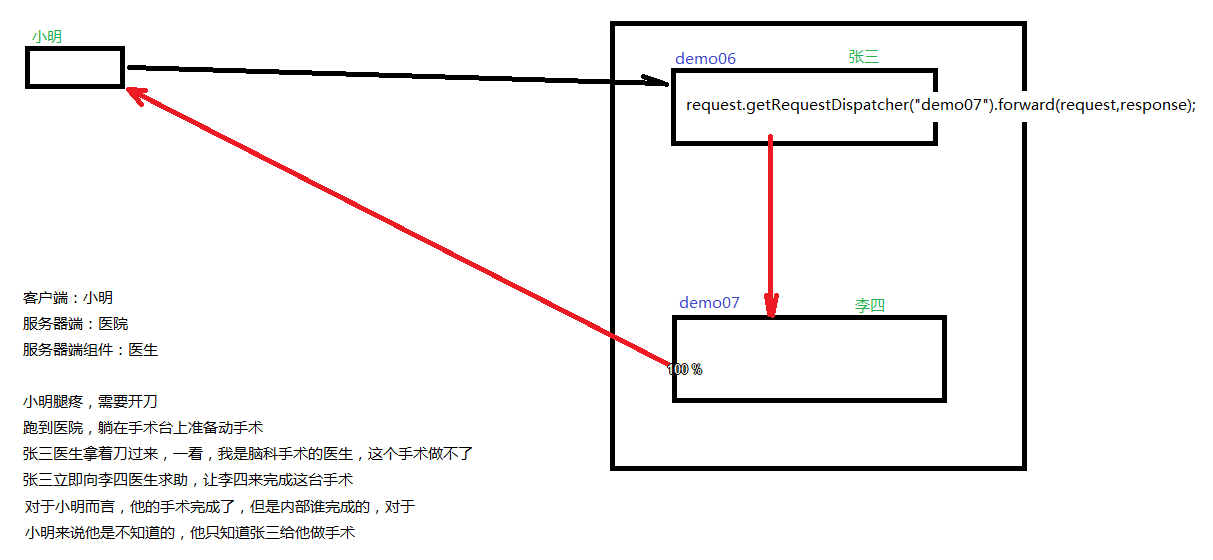 小明
demo06
张三
request.getRequestDispatcher("demo07").forward(request,response);
demo07
李四
100 %
客户端：小明
服务器端：医院
服务器端组件：医生
小明腿疼，需要开刀
跑到医院，躺在手术台上准备动手术
张三医生拿着刀过来，一看，我是脑科手术的医生，这个手术做不了
张三立即向李四医生求助，让李四来完成这台手术
对于小明而言，他的手术完成了，但是内部谁完成的，对于
小明来说他是不知道的，他只知道张三给他做手术